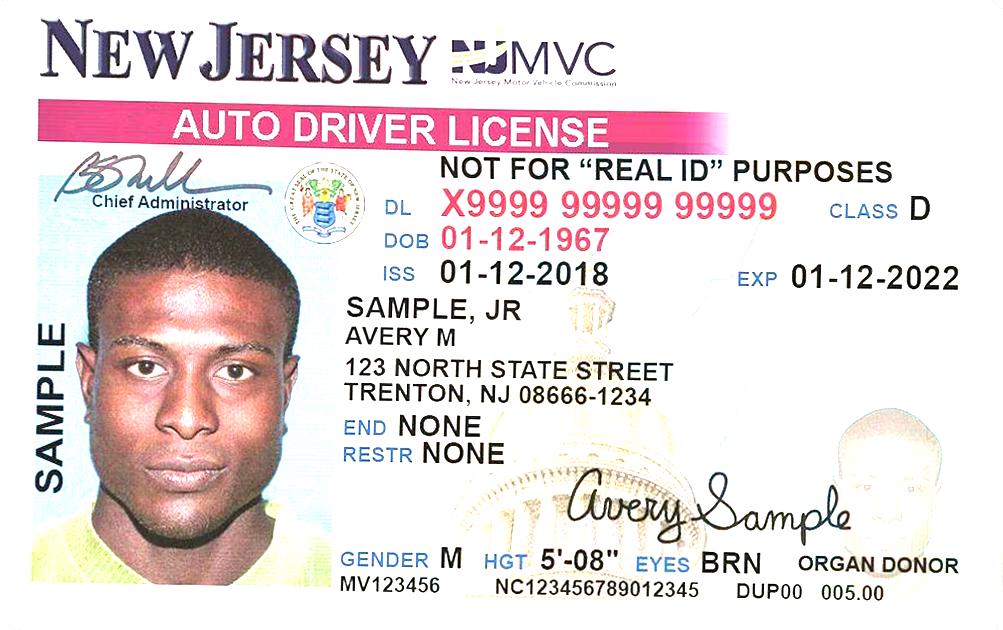 NEW JERSEY NJMVC
New Jersey Motor Vehicle Commission
AUTO DRIVER LICENSE
NOT FOR “REAL ID” PURPOSES
Chief Administrator
THE GREAT SEAL OF THE STATE OF NEW JERSEY
DL X9999 99999 99999 CLASS D
DOB 01-12-1967
ISS 01-12-2018 EXP 01-12-2022
SAMPLE, JR
AVERY M
123 NORTH STATE STREET
TRENTON, NJ 08666-1234
END NONE
RESTR NONE
SAMPLE
Avery Sample
GENDER M HGT 5'-08" EYES BRN ORGAN DONOR
MV123456 NC123456789012345 DUP00 005.00